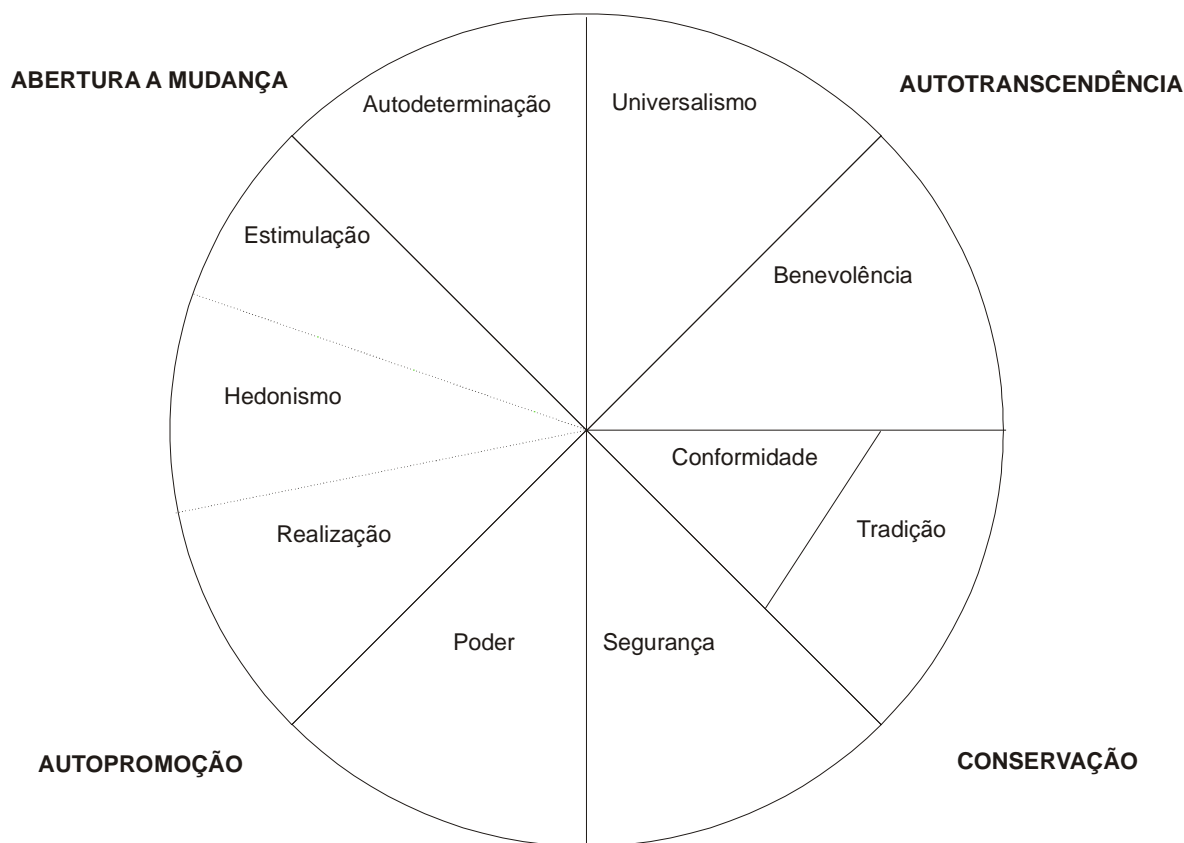 ABERTURA A MUDANÇA
AUTOTRANSCENDÊNCIA
Autodeterminação
Universalismo
Estimulação
Benevolência
Hedonismo
Conformidade
Realização
Tradição
Poder
Segurança
AUTOPROMOÇÃO
CONSERVAÇÃO